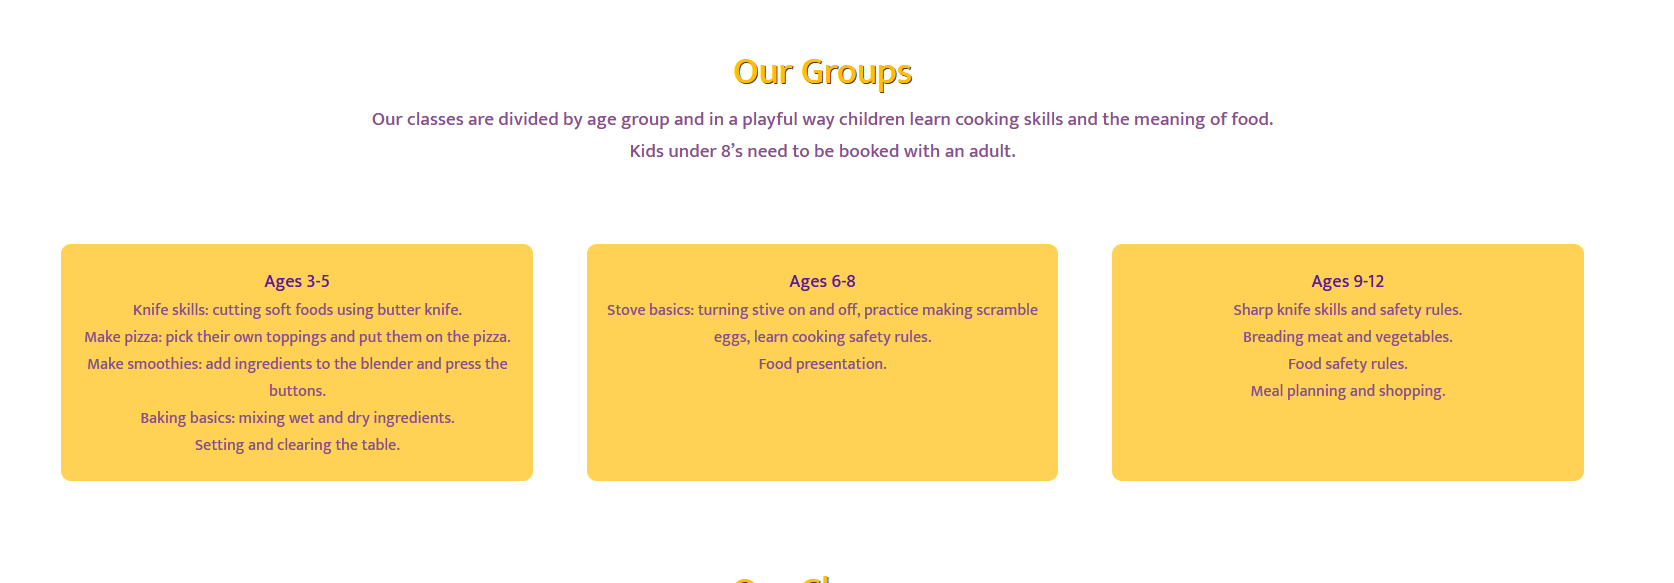 Our Groups
Our classes are divided by age group and in a playful way children learn cooking skills and the meaning of food.
Kids under 8’s need to be booked with an adult.
Ages 3-5
Knife skills: cutting soft foods using butter knife.
Make pizza: pick their own toppings and put them on the pizza.
Make smoothies: add ingredients to the blender and press the
buttons.
Baking basics: mixing wet and dry ingredients.
Setting and clearing the table.
Ages 6-8
Stove basics: turning stive on and off, practice making scramble
eggs, learn cooking safety rules.
Food presentation.
Ages 9-12
Sharp knife skills and safety rules.
Breading meat and vegetables.
Food safety rules.
Meal planning and shopping.